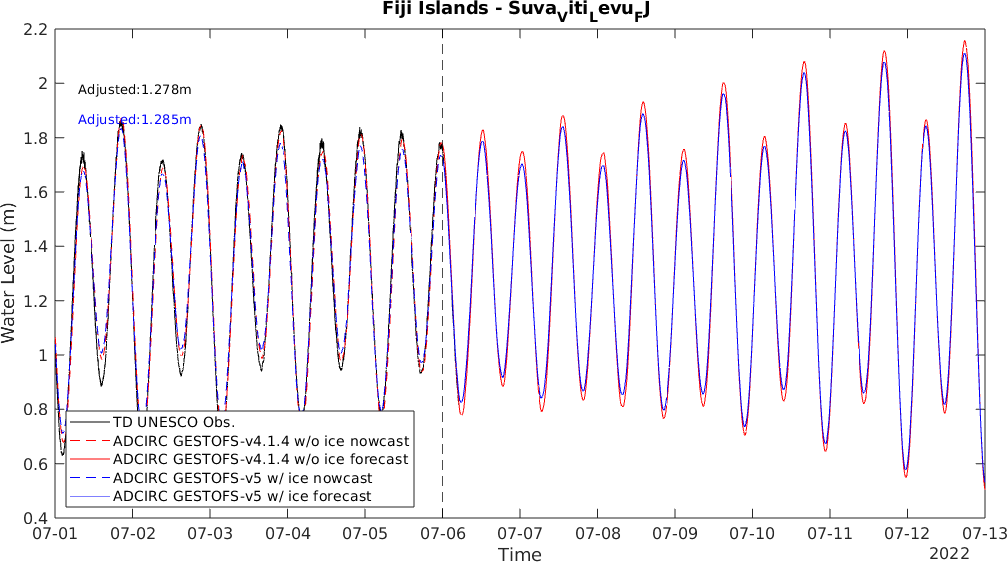 Fiji Islands - SuvaVitiLevuFJ
2.2
2
1.8
1.6
1.4
1.2
1
0.8
0.6
0.4
Water Level (m)
Adjusted:1.278m
Adjusted:1.285m
TD UNESCO Obs.
ADCIRC GESTOFS-v4.1.4 w/o ice nowcast
ADCIRC GESTOFS-v4.1.4 w/o ice forecast
ADCIRC GESTOFS-v5 w/ ice nowcast
ADCIRC GESTOFS-v5 w/ ice forecast
07-01 07-02 07-03 07-04 07-05 07-06 07-07 07-08 07-09 07-10 07-11 07-12 07-13
Time
2022